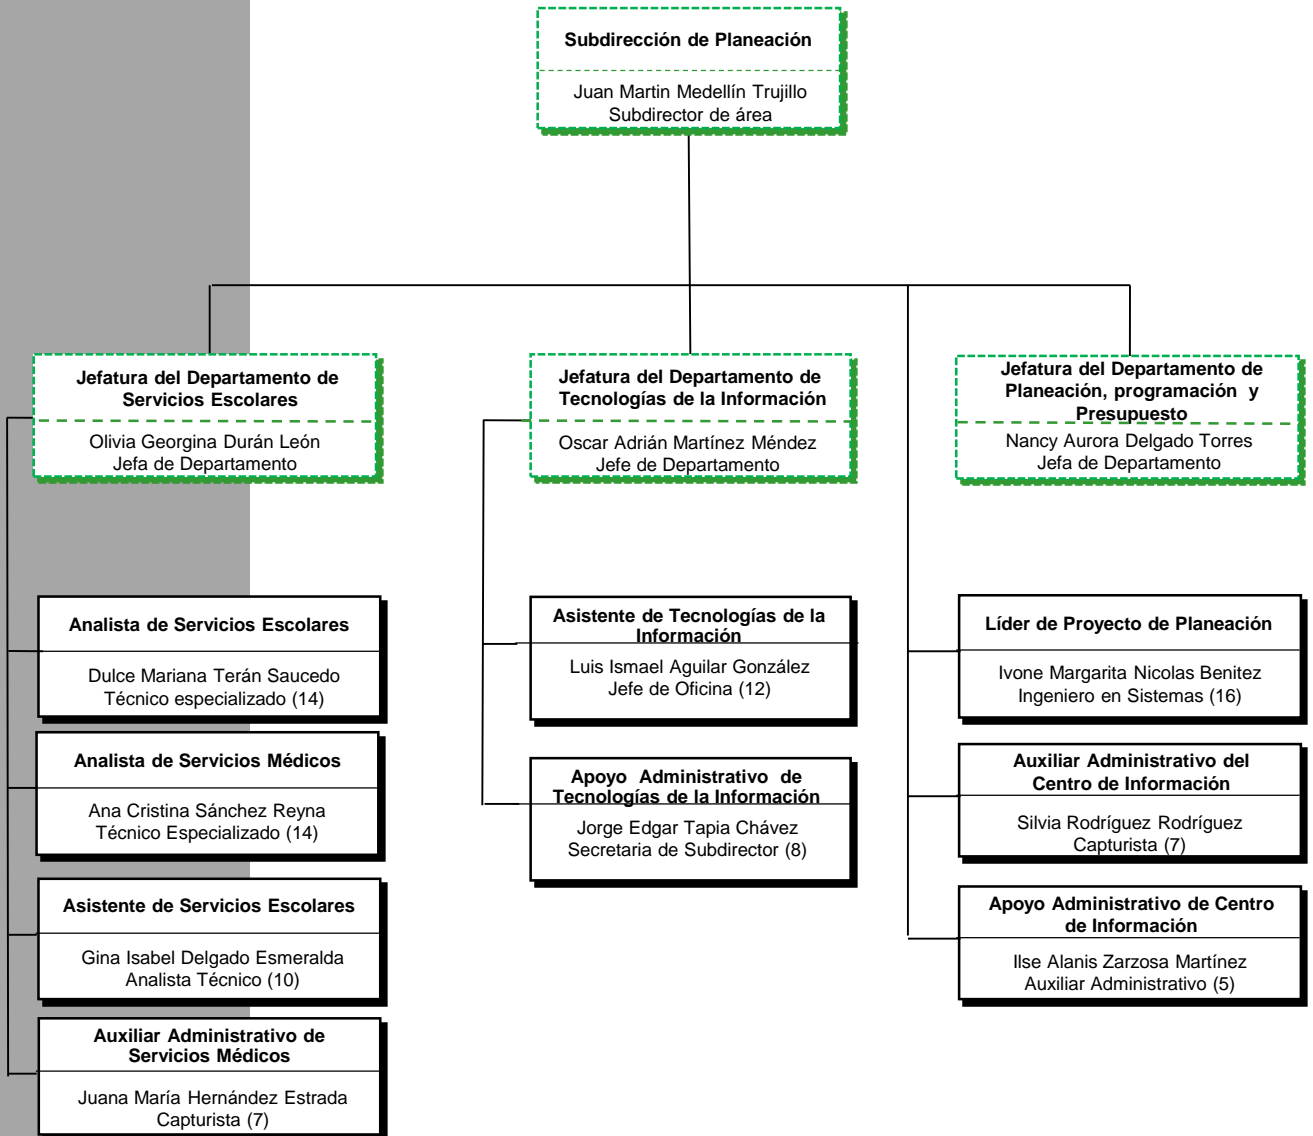 Subdirección de Planeación
Juan Martin Medellín Trujillo
Subdirector de área
Jefatura del Departamento de
Servicios Escolares
Olivia Georgina Durán León
Jefa de Departamento
Jefatura del Departamento de
Tecnologías de la Información
Oscar Adrián Martínez Méndez
Jefe de Departamento
Jefatura del Departamento de
Planeación, programación y
Presupuesto
Nancy Aurora Delgado Torres
Jefa de Departamento
Analista de Servicios Escolares
Dulce Mariana Terán Saucedo
Técnico especializado (14)
Analista de Servicios Médicos
Ana Cristina Sánchez Reyna
Técnico Especializado (14)
Asistente de Servicios Escolares
Gina Isabel Delgado Esmeralda
Analista Técnico (10)
Auxiliar Administrativo de
Servicios Médicos
Juana María Hernández Estrada
Capturista (7)
Asistente de Tecnologías de la
Información
Luis Ismael Aguilar González
Jefe de Oficina (12)
Apoyo Administrativo de
Tecnologías de la Información
Jorge Edgar Tapia Chávez
Secretaria de Subdirector (8)
Líder de Proyecto de Planeación
Ivone Margarita Nicolas Benitez
Ingeniero en Sistemas (16)
Auxiliar Administrativo del
Centro de Información
Silvia Rodríguez Rodríguez
Capturista (7)
Apoyo Administrativo de Centro
de Información
Ilse Alanis Zarzosa Martínez
Auxiliar Administrativo (5)